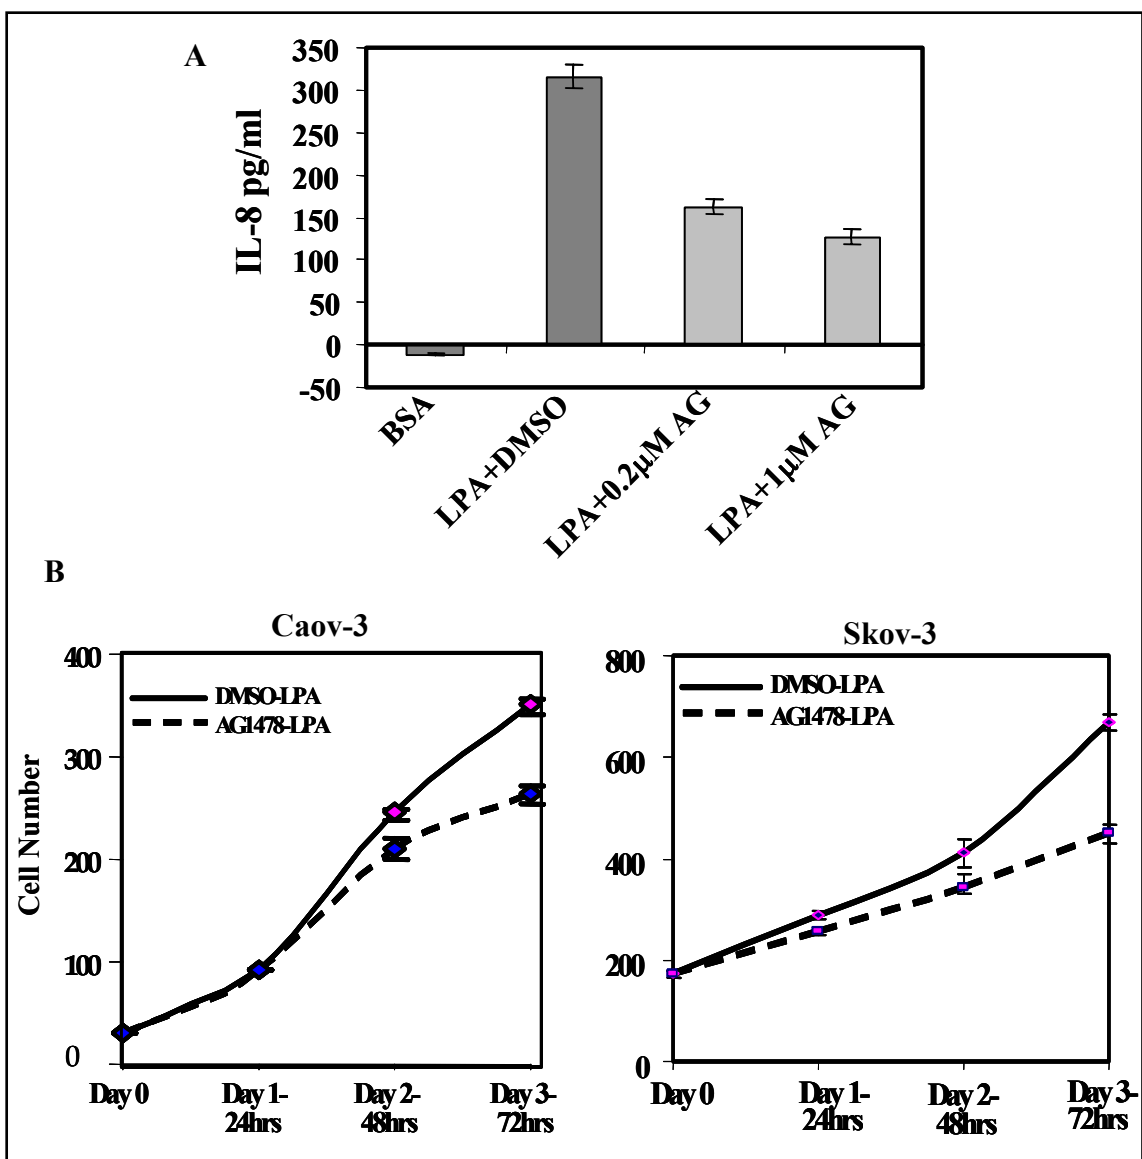 A
350
300
250
200
150
100
50
0
-50
IL-8 pg/ml
BSA
LPA+DMSO
LPA+0.2μM AG
LPA+1μM AG
B
Caov-3
400
300
200
100
0
Cell Number
DMSO-LPA
AG1478-LPA
Day 0
Day 1-
24hrs
Day 2-
48hrs
Day 3-
72hrs
Skov-3
800
600
400
200
0
DMSO-LPA
AG1478-LPA
Day 0
Day 1-
24hrs
Day 2-
48hrs
Day 3-
72hrs